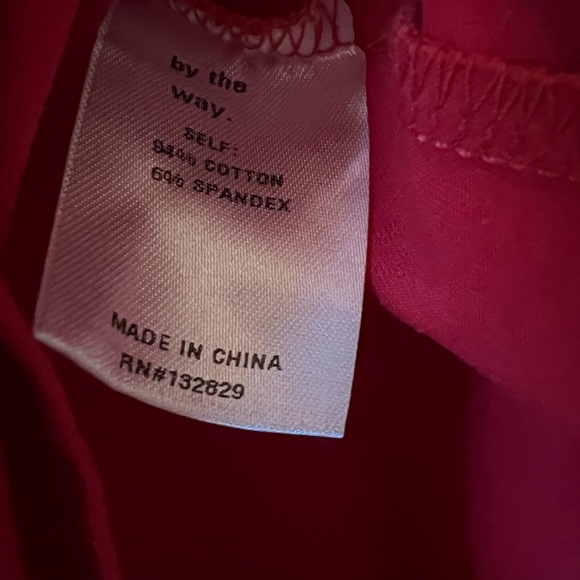 by the
way.
SELF:
94% COTTON
6% SPANDEX
MADE IN CHINA
RN#132829